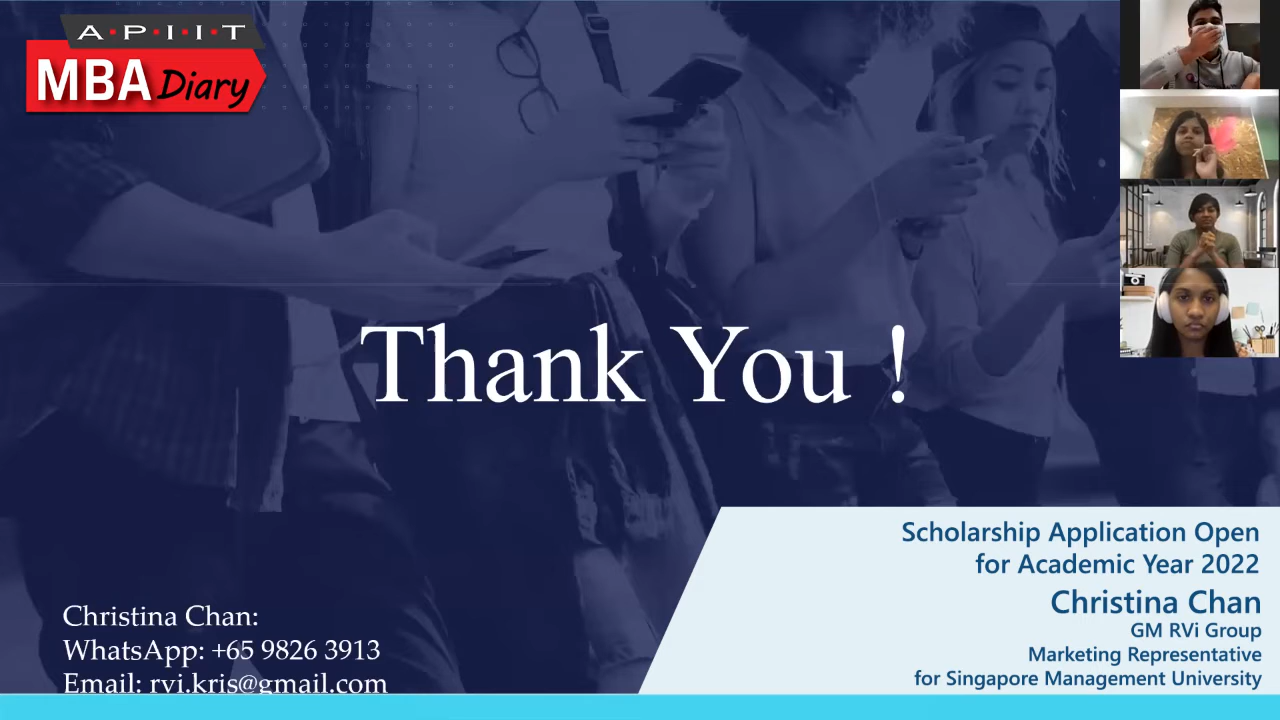 A·P·I·I·T
MBA Diary
Thank You !
Scholarship Application Open
for Academic Year 2022
Christina Chan
GM RVi Group
Marketing Representative
for Singapore Management University
Christina Chan:
WhatsApp: +65 9826 3913
Email: rvi.kris@gmail.com